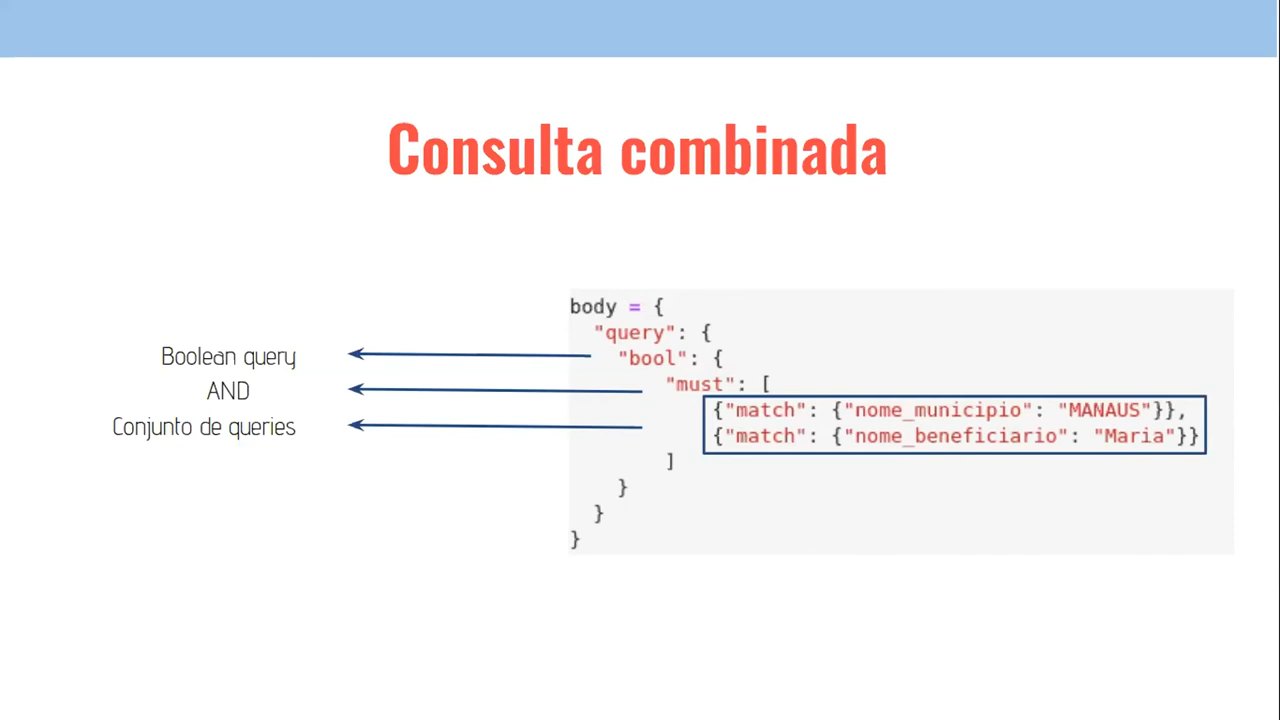 Consulta combinada
Boolean query
AND
Conjunto de queries
body = {
"query": {
"bool": {
"must": [
{"match": {"nome_municipio": "MANAUS"}},
{"match": {"nome_beneficiario": "Maria"}}
]
}
}
}